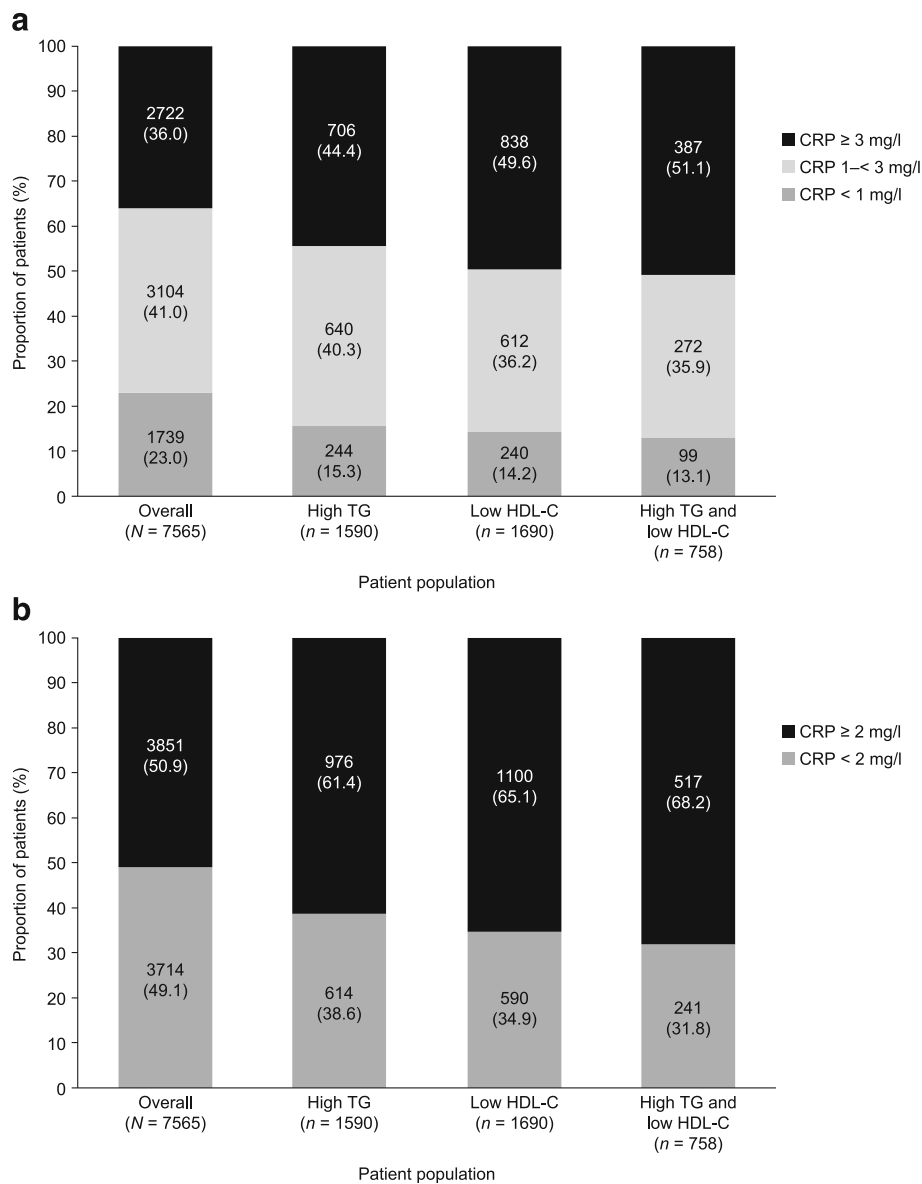 a
100
90
80
70
60
50
40
30
20
10
0
Proportion of patients (%)
2722
(36.0)
3104
(41.0)
1739
(23.0)
706
(44.4)
640
(40.3)
244
(15.3)
838
(49.6)
612
(36.2)
240
(14.2)
387
(51.1)
272
(35.9)
99
(13.1)
CRP ≥ 3 mg/l
CRP 1–< 3 mg/l
CRP < 1 mg/l
Overall
(N = 7565)
High TG
(n = 1590)
Low HDL-C
(n = 1690)
High TG and
low HDL-C
(n = 758)
Patient population
b
100
90
80
70
60
50
40
30
20
10
0
Proportion of patients (%)
3851
(50.9)
3714
(49.1)
976
(61.4)
614
(38.6)
1100
(65.1)
590
(34.9)
517
(68.2)
241
(31.8)
CRP ≥ 2 mg/l
CRP < 2 mg/l
Overall
(N = 7565)
High TG
(n = 1590)
Low HDL-C
(n = 1690)
High TG and
low HDL-C
(n = 758)
Patient population